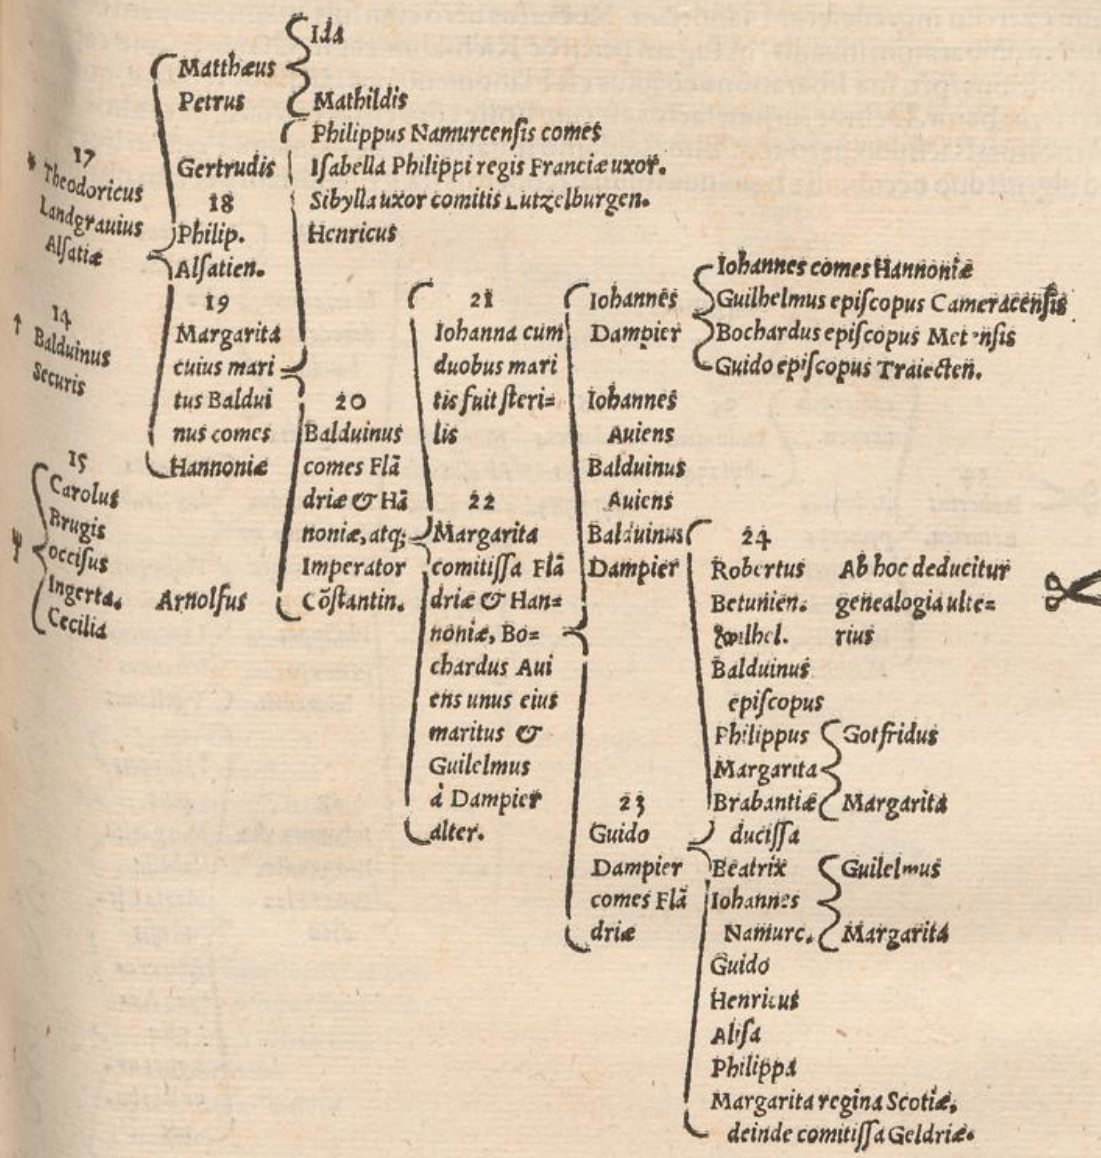 17
Theodoricus
Landgrauius
Alſatiæ
14
Balduinus
Securis
15
Carolus
Brugis
occiſus
Ingerta.
Cecilia
Arnolfus
Matthæus
Petrus
Gertrudis
18
Philip.
Alſatien.
19
Margarita
cuius mari
tus Baldui
nus comes
Hannoniæ
Ida
Mathildis
Philippus Namurcenſis comes
Iſabella Philippi regis Franciæ uxor.
Sibylla uxor comitis Lutzelburgen.
Henricus
20
Balduinus
comes Flã
driæ & Hã
noniæ, atq;
Imperator
Cõſtantin.
21
Iohanna cum
duobus mari
tis fuit ſteri=
lis
22
Margarita
comitiſſa Flã
driæ & Han=
noniæ, Bo=
chardus Aui
ens unus eius
maritus &
Guilelmus
à Dampier
alter.
Iohannes
Dampier
Iohannes
Auiens
Balduinus
Auiens
Balduinus
Dampier
23
Guido
Dampier
comes Flã
driæ
Iohannes comes Hannoniæ
Guilhelmus epiſcopus Cameracenſis
Bochardus epiſcopus Metenſis
Guido epiſcopus Traiecten.
24
Robertus
Betunien.
Guilhel.
Balduinus
epiſcopus
Philippus
Margarita
Brabantiæ
duciſſa
Beatrix
Iohannes
Namurc.
Guido
Henricus
Aliſa
Philippa
Margarita regina Scotiæ,
deinde comitiſſa Geldriæ.
Ab hoc deducitur
genealogia ulte=
rius
Gotfridus
Margarita
Guilelmus
Margarita